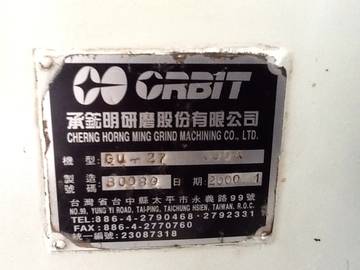 ORBIT
承鋐明研磨股份有限公司
CHERNG HORNG MING GRIND MACHINING CO., LTD.
機型 GU-27
製造 日期 2000 1
台灣省台中縣太平市永義路99號
NO.99, YUNG YI ROAD, TAI-PING, TAICHUNG HSIEN, TAIWAN, R.O.C.
TEL:886-4-2790468·2792331
FAX:886-4-2770760
統一編號:23087318